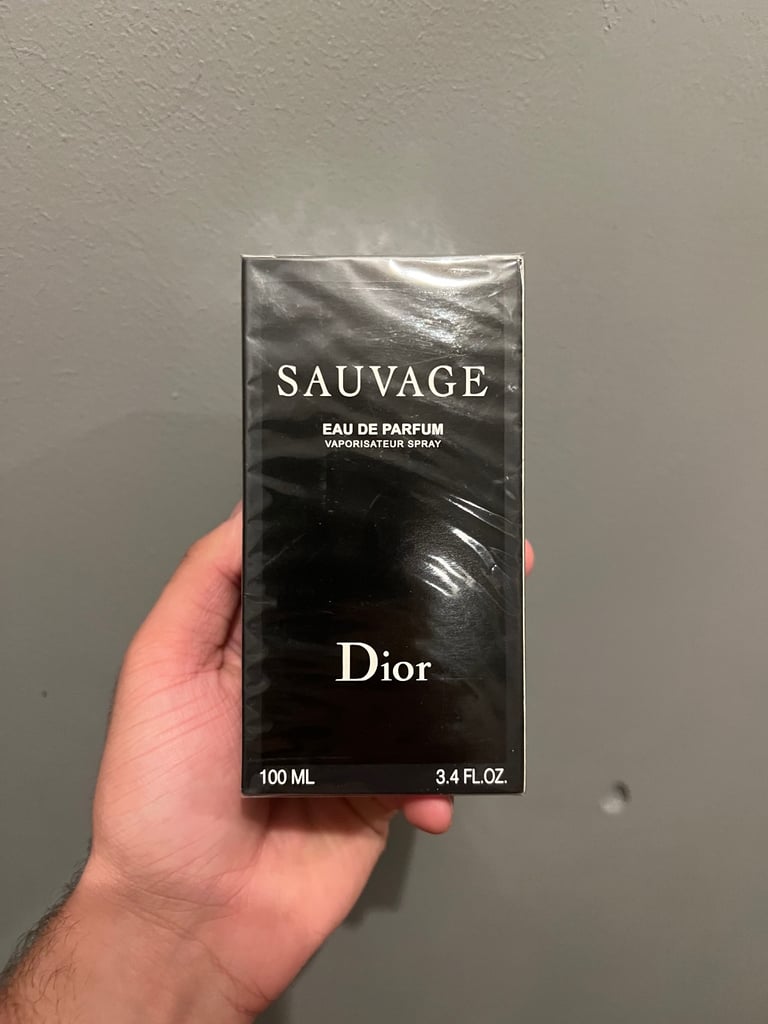 SAUVAGE
EAU DE PARFUM
VAPORISATEUR SPRAY
Dior
100 ML 3.4 FL.OZ.